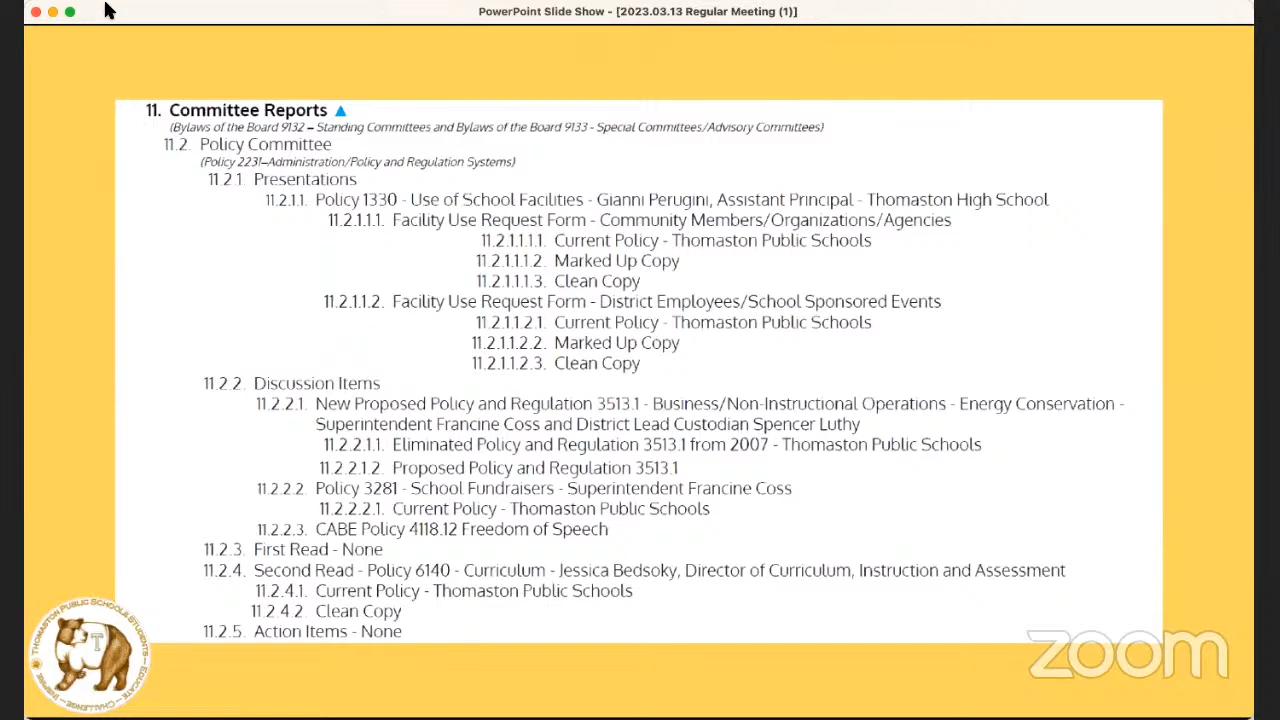 PowerPoint Slide Show - [2023.03.13 Regular Meeting (1)]
11. Committee Reports
(Bylaws of the Board 9132 – Standing Committees and Bylaws of the Board 9133 - Special Committees/Advisory Committees)
11.2. Policy Committee
(Policy 2231–Administration/Policy and Regulation Systems)
11.2.1 Presentations
11.2.1.1. Policy 1330 - Use of School Facilities - Gianni Perugini, Assistant Principal - Thomaston High School
11.2.1.1.1. Facility Use Request Form - Community Members/Organizations/Agencies
11.2.1.1.1.1. Current Policy - Thomaston Public Schools
11.2.1.1.1.2. Marked Up Copy
11.2.1.1.1.3. Clean Copy
11.2.1.1.2. Facility Use Request Form - District Employees/School Sponsored Events
11.2.1.1.2.1. Current Policy - Thomaston Public Schools
11.2.1.1.2.2. Marked Up Copy
11.2.1.1.2.3. Clean Copy
11.2.2. Discussion Items
11.2.2.1. New Proposed Policy and Regulation 3513.1 - Business/Non-Instructional Operations - Energy Conservation -
Superintendent Francine Coss and District Lead Custodian Spencer Luthy
11.2.2.1.1. Eliminated Policy and Regulation 3513.1 from 2007 - Thomaston Public Schools
11.2.2.1.2. Proposed Policy and Regulation 3513.1
11.2.2.2. Policy 3281 - School Fundraisers - Superintendent Francine Coss
11.2.2.2.1. Current Policy - Thomaston Public Schools
11.2.2.3. CABE Policy 4118.12 Freedom of Speech
11.2.3. First Read - None
11.2.4. Second Read - Policy 6140 - Curriculum - Jessica Bedsoky, Director of Curriculum, Instruction and Assessment
11.2.4.1. Current Policy - Thomaston Public Schools
11.2.4.2. Clean Copy
11.2.5. Action Items - None
THOMASTON PUBLIC SCHOOLS STUDENTS
INSPIRE – CHALLENGE – EDUCATE
T
zoom